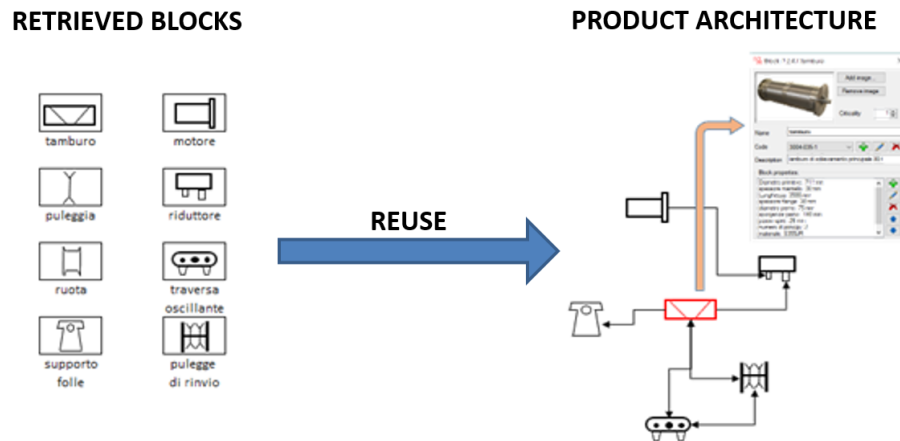 RETRIEVED BLOCKS
PRODUCT ARCHITECTURE
tamburo
motore
puleggia
riduttore
ruota
traversa
oscillante
supporto
folle
pulegge
di rinvio
REUSE
Add image...
Remove image
Criticality
Name
tamburo
Code
Description
Block properties